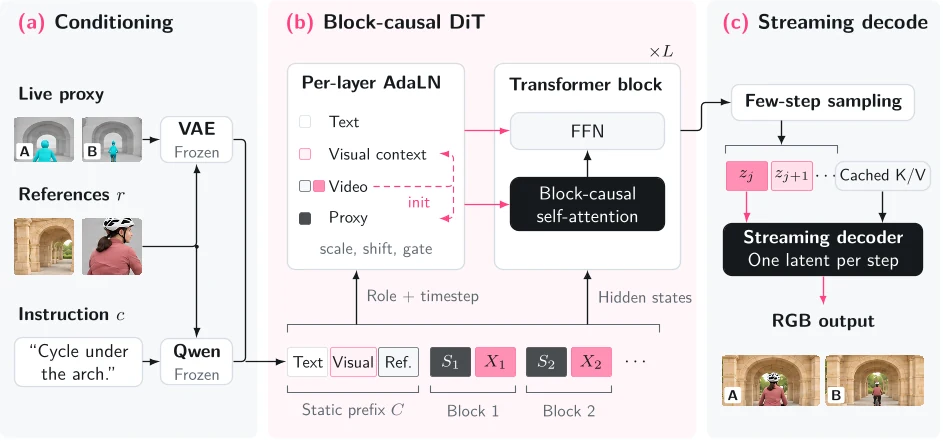 (a) Conditioning
Live proxy
A
B
VAE
Frozen
References r
Instruction c
“Cycle under
the arch.”
Qwen
Frozen
(b) Block-causal DiT
Per-layer AdaLN
Text
Visual context
Video
init
Proxy
scale, shift, gate
×L
Transformer block
FFN
Block-causal
self-attention
Role + timestep
Hidden states
Text
Visual
Ref.
S1
X1
S2
X2
···
Static prefix C
Block 1
Block 2
(c) Streaming decode
Few-step sampling
zj
zj+1
···
Cached K/V
Streaming decoder
One latent per step
RGB output
A
B